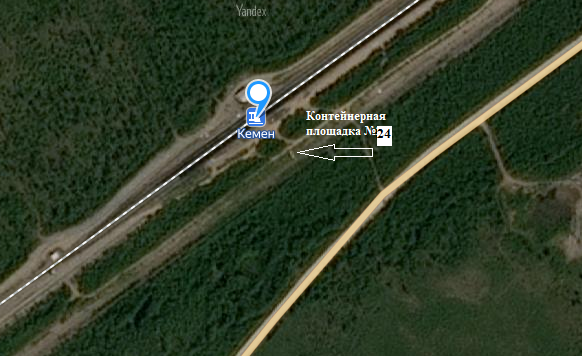 Yandex
Контейнерная
площадка №24
Кемен